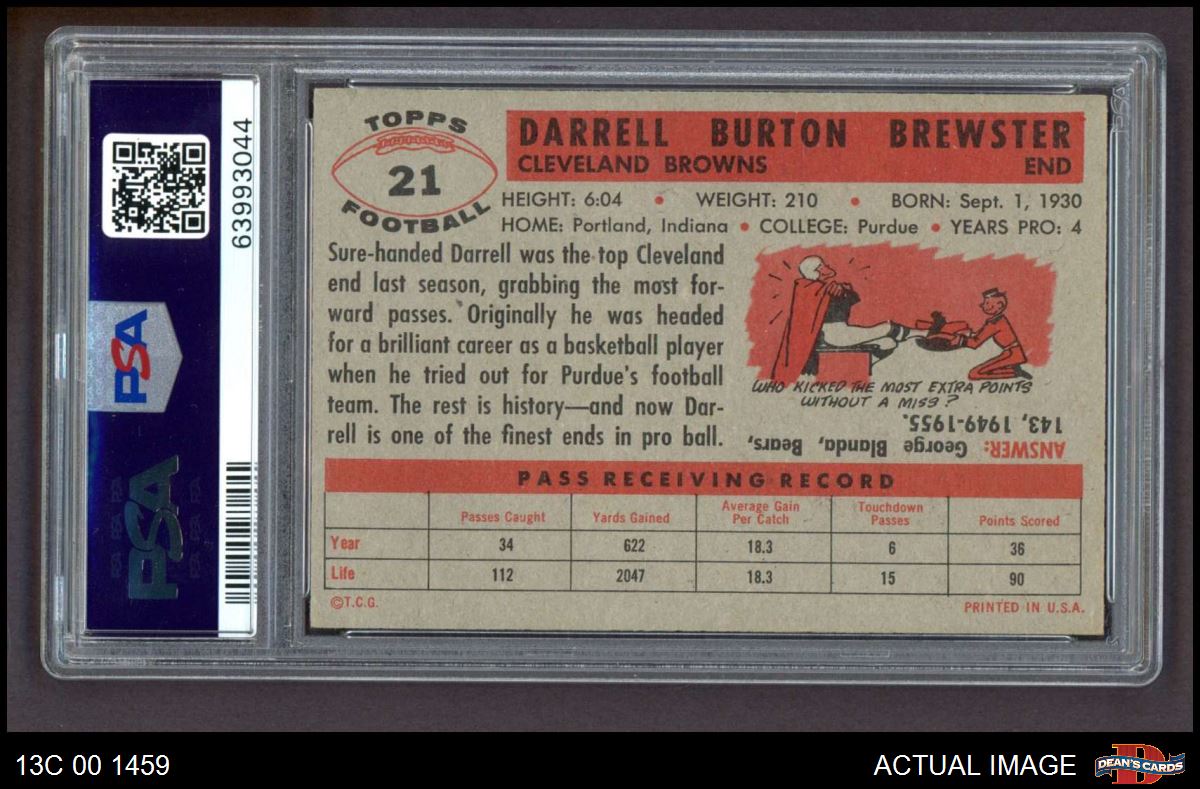 63993044
PSA
PSA
TOPPS
21
FOOTBALL
DARRELL BURTON BREWSTER
CLEVELAND BROWNS END
HEIGHT: 6:04 • WEIGHT: 210 • BORN: Sept. 1, 1930
HOME: Portland, Indiana • COLLEGE: Purdue • YEARS PRO: 4
Sure-handed Darrell was the top Cleveland
end last season, grabbing the most for-
ward passes. Originally he was headed
for a brilliant career as a basketball player
when he tried out for Purdue's football
team. The rest is history—and now Dar-
rell is one of the finest ends in pro ball.
WHO KICKED THE MOST EXTRA POINTS
WITHOUT A MISS?
ANSWER: George Blanda, Bears,
143, 1949-1955.
PASS RECEIVING RECORD
Passes Caught Yards Gained Average Gain Per Catch Touchdown Passes Points Scored
Year 34 622 18.3 6 36
Life 112 2047 18.3 15 90
©T.C.G. PRINTED IN U.S.A.
13C 00 1459 ACTUAL IMAGE DEAN'S CARDS